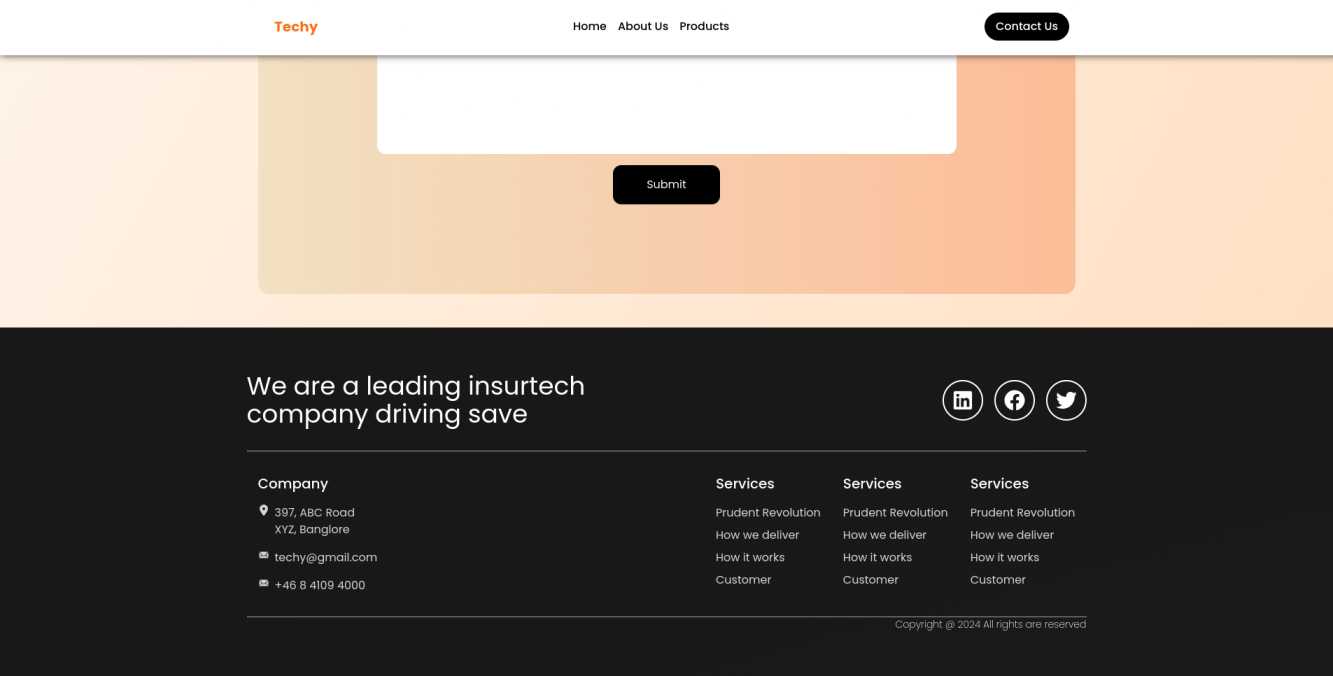 Techy
Home About Us Products
Contact Us
Submit
We are a leading insurtech
company driving save
Company
397, ABC Road
XYZ, Banglore
techy@gmail.com
+46 8 4109 4000
Services
Prudent Revolution
How we deliver
How it works
Customer
Services
Prudent Revolution
How we deliver
How it works
Customer
Services
Prudent Revolution
How we deliver
How it works
Customer
Copyright @ 2024 All rights are reserved